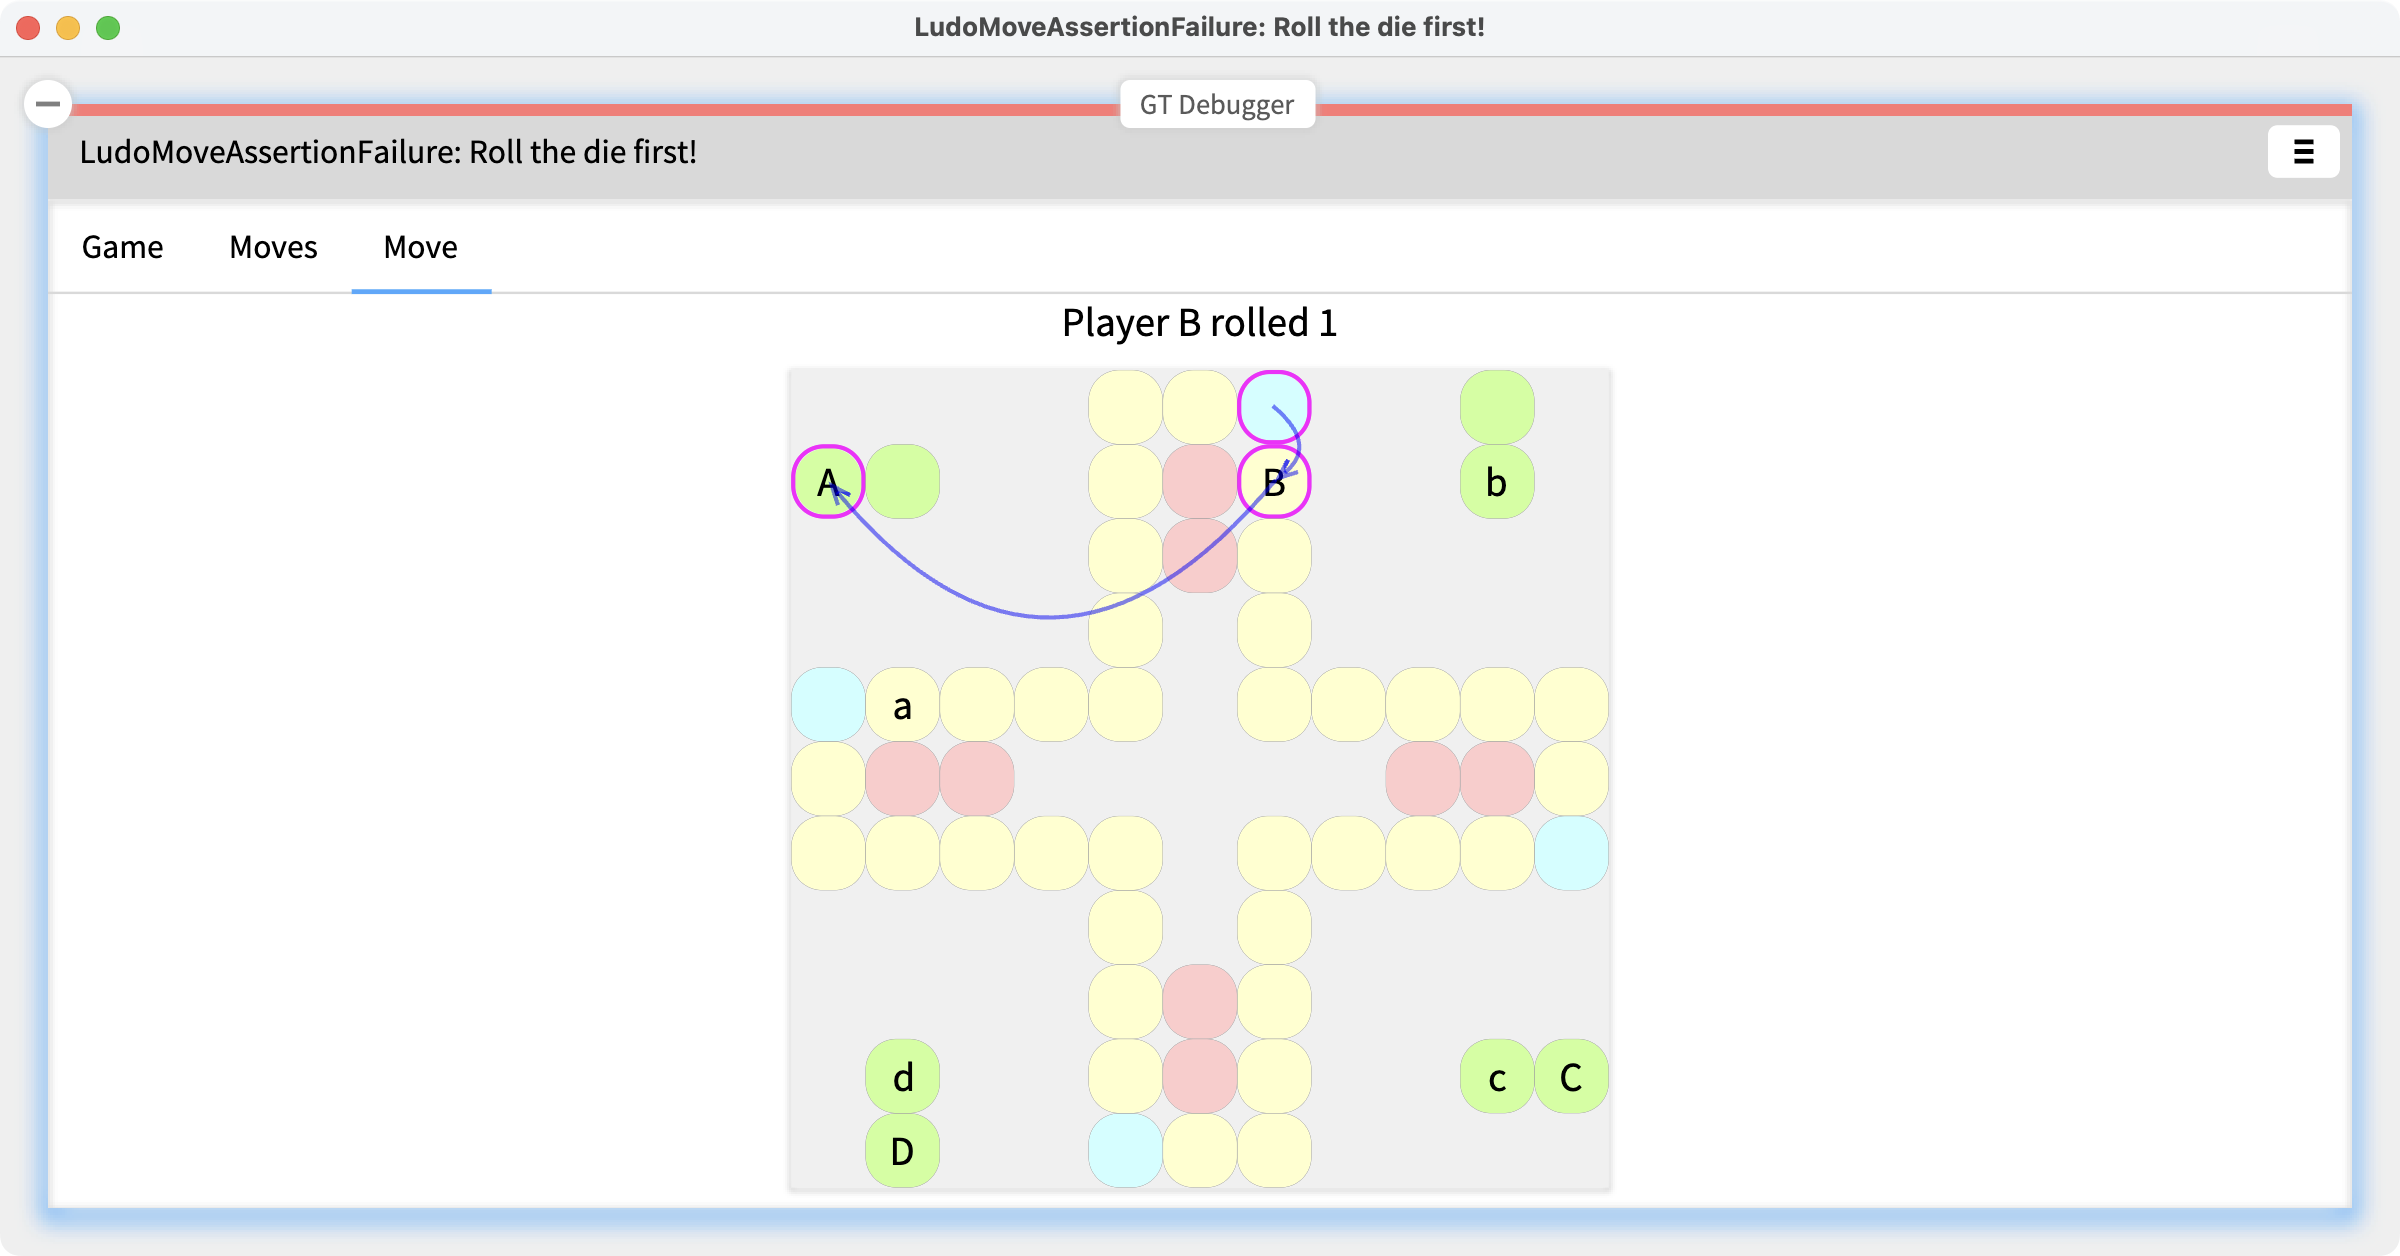 LudoMoveAssertionFailure: Roll the die first!
GT Debugger
LudoMoveAssertionFailure: Roll the die first!
Game Moves Move
Player B rolled 1
A B b
a
d c C
D